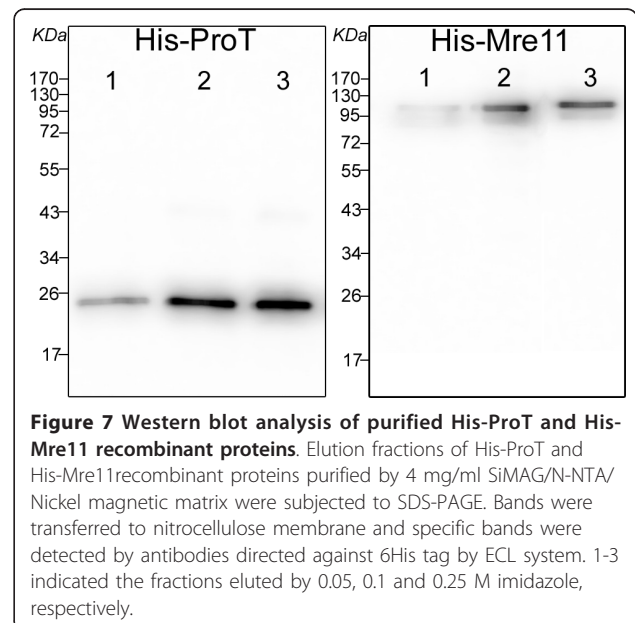 KDa His-ProT
1 2 3
170
130
95
72
55
43
34
26
17
KDa His-Mre11
1 2 3
170
130
95
72
55
43
34
26
17
Figure 7 Western blot analysis of purified His-ProT and His-
Mre11 recombinant proteins. Elution fractions of His-ProT and
His-Mre11recombinant proteins purified by 4 mg/ml SiMAG/N-NTA/
Nickel magnetic matrix were subjected to SDS-PAGE. Bands were
transferred to nitrocellulose membrane and specific bands were
detected by antibodies directed against 6His tag by ECL system. 1-3
indicated the fractions eluted by 0.05, 0.1 and 0.25 M imidazole,
respectively.